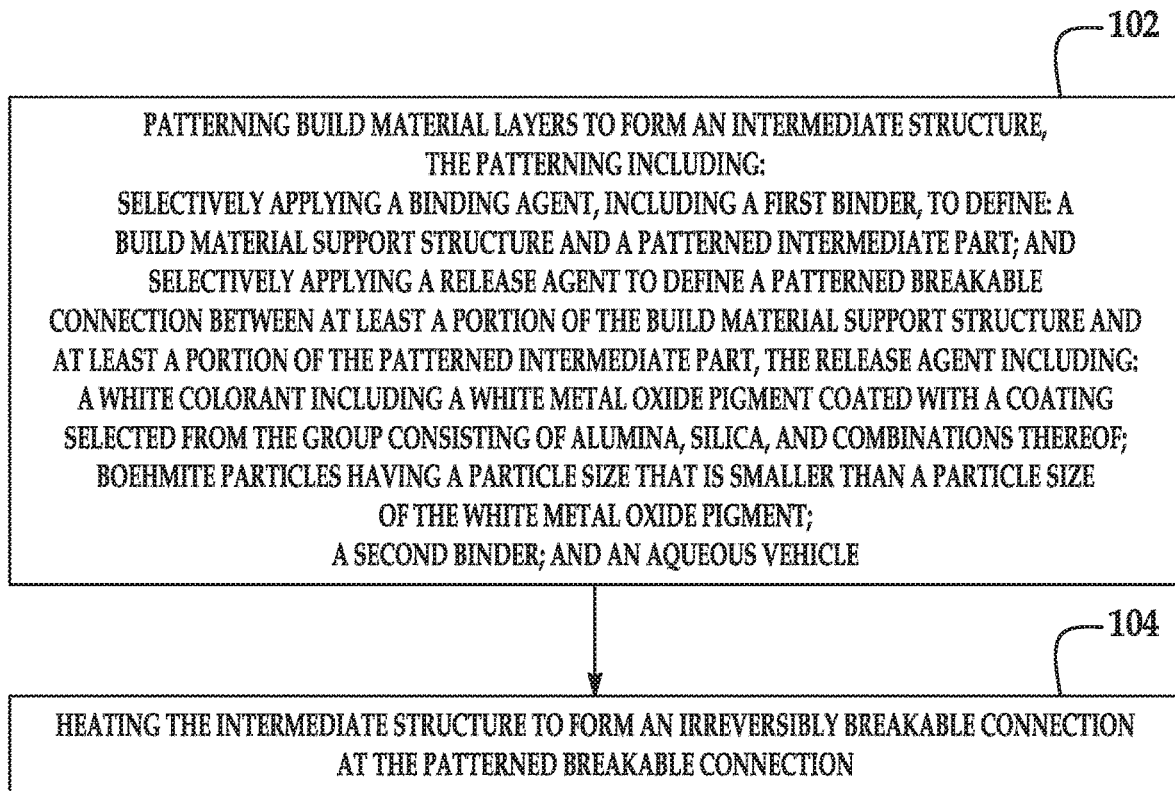 102
PATTERNING BUILD MATERIAL LAYERS TO FORM AN INTERMEDIATE STRUCTURE,
THE PATTERNING INCLUDING:
SELECTIVELY APPLYING A BINDING AGENT, INCLUDING A FIRST BINDER, TO DEFINE: A
BUILD MATERIAL SUPPORT STRUCTURE AND A PATTERNED INTERMEDIATE PART; AND
SELECTIVELY APPLYING A RELEASE AGENT TO DEFINE A PATTERNED BREAKABLE
CONNECTION BETWEEN AT LEAST A PORTION OF THE BUILD MATERIAL SUPPORT STRUCTURE AND
AT LEAST A PORTION OF THE PATTERNED INTERMEDIATE PART, THE RELEASE AGENT INCLUDING:
A WHITE COLORANT INCLUDING A WHITE METAL OXIDE PIGMENT COATED WITH A COATING
SELECTED FROM THE GROUP CONSISTING OF ALUMINA, SILICA, AND COMBINATIONS THEREOF;
BOEHMITE PARTICLES HAVING A PARTICLE SIZE THAT IS SMALLER THAN A PARTICLE SIZE
OF THE WHITE METAL OXIDE PIGMENT;
A SECOND BINDER; AND AN AQUEOUS VEHICLE
104
HEATING THE INTERMEDIATE STRUCTURE TO FORM AN IRREVERSIBLY BREAKABLE CONNECTION
AT THE PATTERNED BREAKABLE CONNECTION